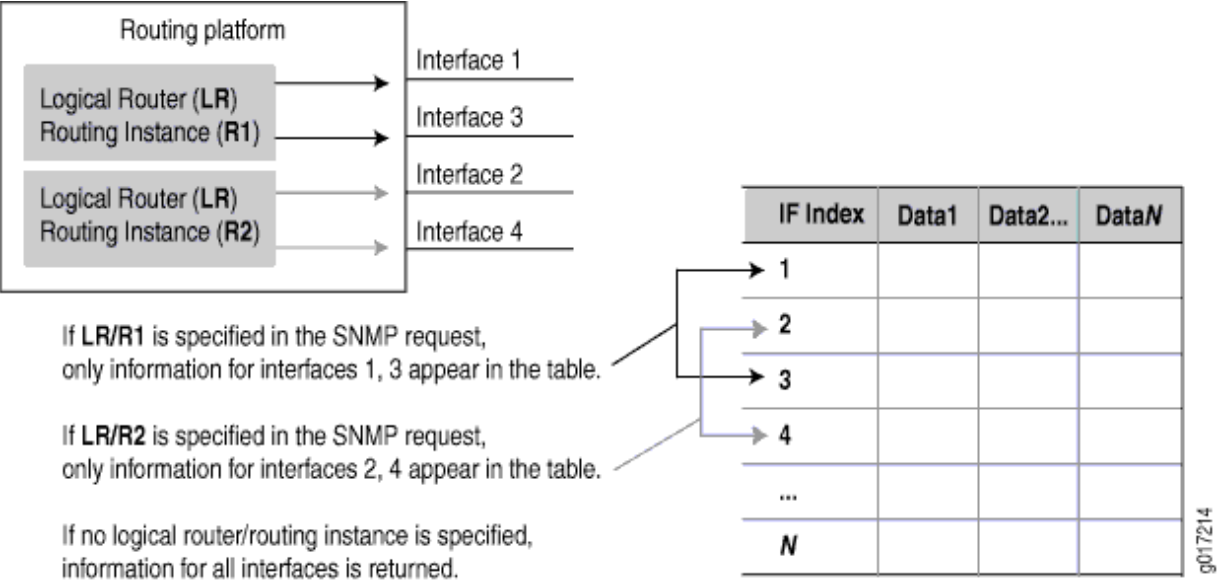 Routing platform
Logical Router (LR)
Routing Instance (R1)
Logical Router (LR)
Routing Instance (R2)
Interface 1
Interface 3
Interface 2
Interface 4
If LR/R1 is specified in the SNMP request,
only information for interfaces 1, 3 appear in the table.
If LR/R2 is specified in the SNMP request,
only information for interfaces 2, 4 appear in the table.
If no logical router/routing instance is specified,
information for all interfaces is returned.
IF Index Data1 Data2... DataN
1
2
3
4
...
N
g017214